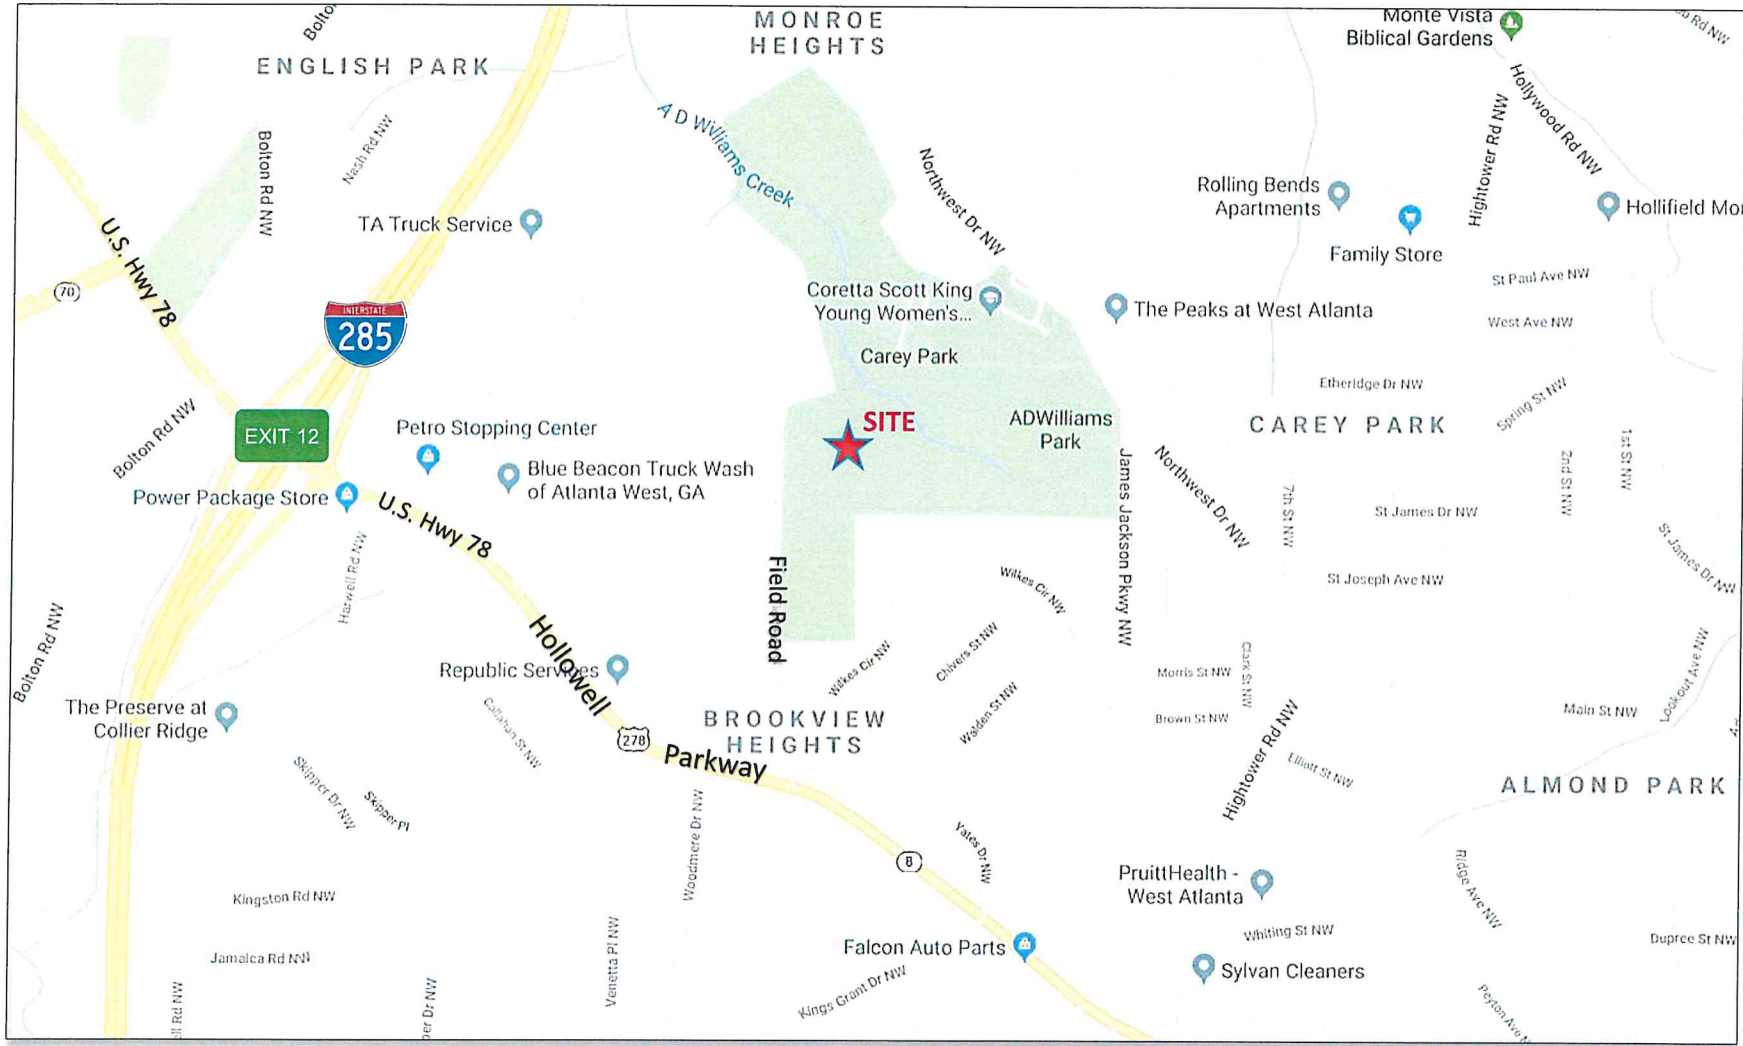 MONROE
HEIGHTS
Monte Vista
Biblical Gardens
ENGLISH PARK
Bolton Rd NW
Nash Rd NW
A D Williams Creek
Northwest Dr NW
Hightower Rd NW
Hollywood Rd NW
Rolling Bends
Apartments
Hollifield Mor
TA Truck Service
Family Store
U.S. Hwy 78
70
INTERSTATE
285
Coretta Scott King
Young Women's...
The Peaks at West Atlanta
St Paul Ave NW
West Ave NW
Carey Park
Etheridge Dr NW
Spring St NW
SITE
ADWilliams
Park
CAREY PARK
Bolton Rd NW
EXIT 12
Petro Stopping Center
Blue Beacon Truck Wash
of Atlanta West, GA
Power Package Store
U.S. Hwy 78
James Jackson Pkwy NW
Northwest Dr NW
7th St NW
2nd St NW
1st St NW
St James Dr NW
St James Dr NW
St Joseph Ave NW
Harwell Rd NW
Field Road
Wilkes Cir NW
Bolton Rd NW
Hollowell
Republic Services
Wilkes Cir NW
Chivers St NW
Walden St NW
Morris St NW
Clark St NW
Brown St NW
Lookout Ave NW
Main St NW
The Preserve at
Collier Ridge
Callahan St NW
278
BROOKVIEW
HEIGHTS
Parkway
Hightower Rd NW
Elliott St NW
ALMOND PARK
Skipper Dr NW
Skipper Pl
Woodmere Dr NW
Yates Dr NW
8
PruittHealth -
West Atlanta
Ridge Ave NW
Kingston Rd NW
Jamaica Rd NW
Venetta Pl NW
Falcon Auto Parts
Kings Grant Dr NW
Whiting St NW
Sylvan Cleaners
Dupree St NW
Peyton Ave N
ell Rd NW
per Dr NW